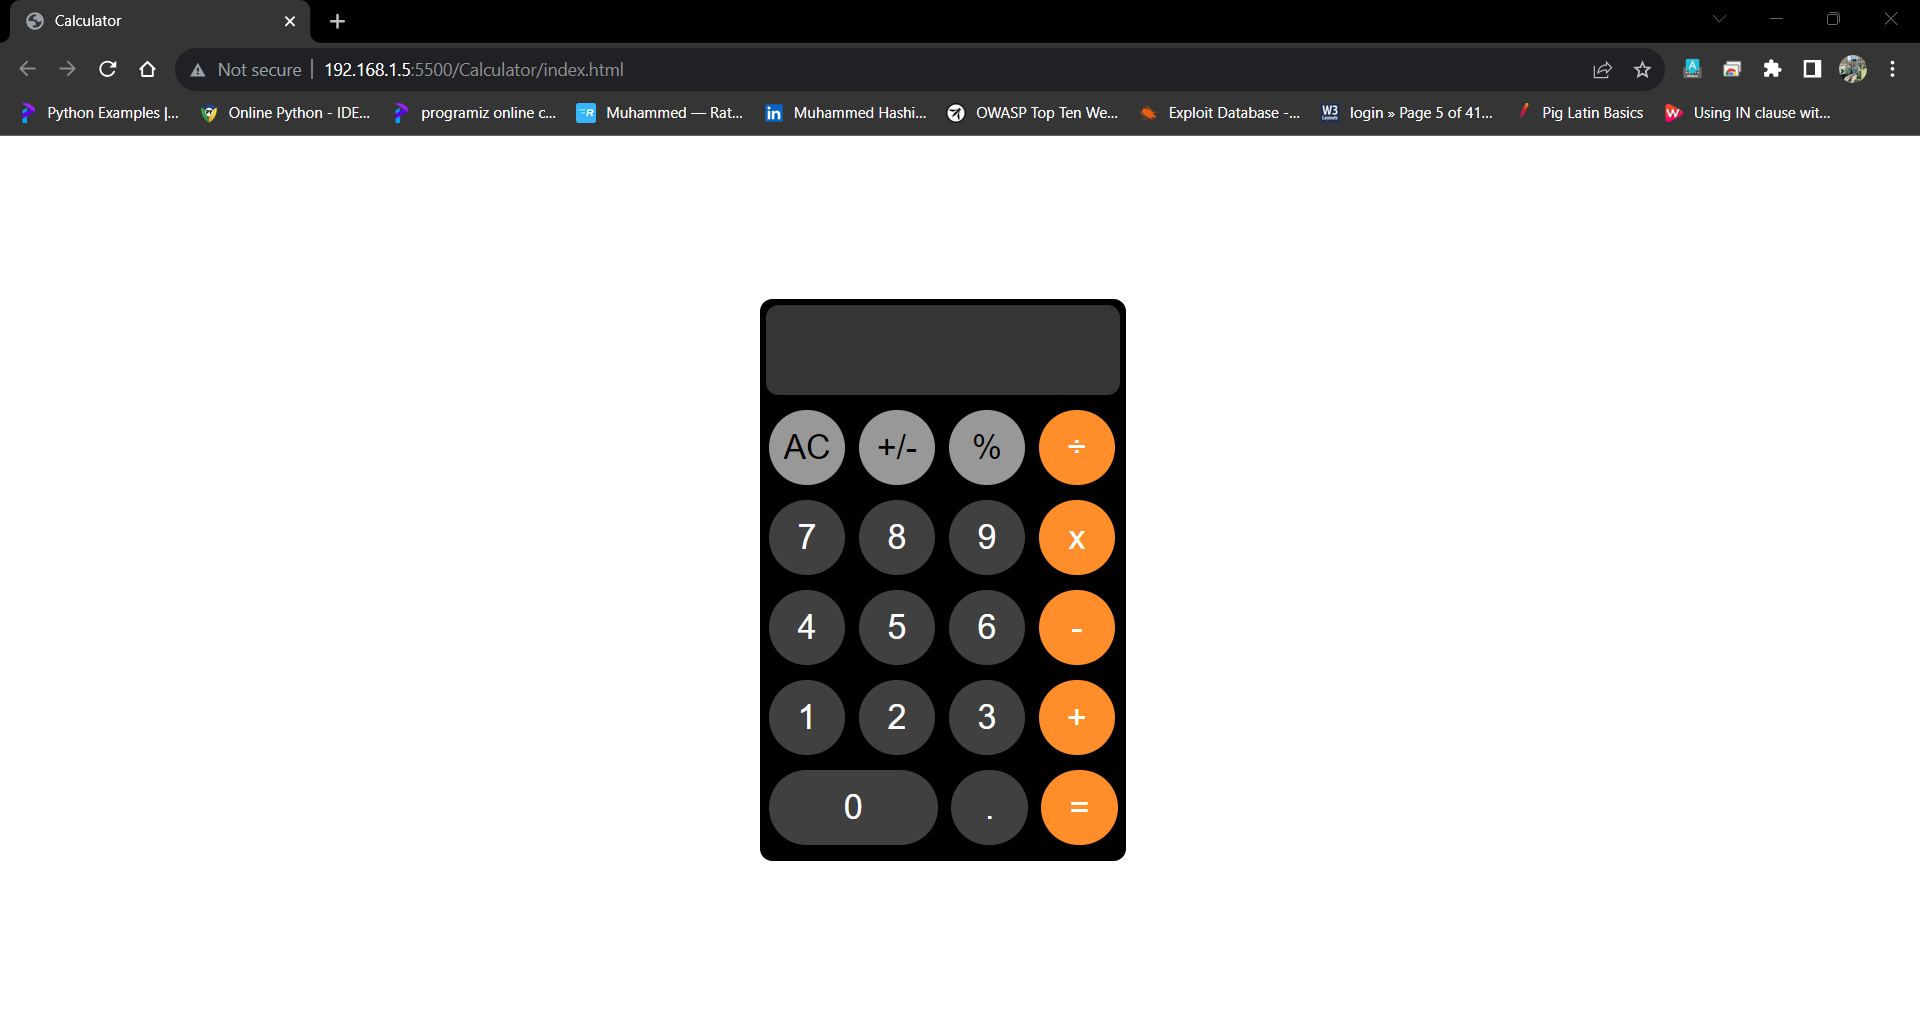 Calculator
Not secure 192.168.1.5:5500/Calculator/index.html
Python Examples |... Online Python - IDE... programiz online c... Muhammed — Rat... Muhammed Hashi... OWASP Top Ten We... Exploit Database -... login » Page 5 of 41... Pig Latin Basics Using IN clause wit...
AC +/- % ÷
7 8 9 x
4 5 6 -
1 2 3 +
0 . =